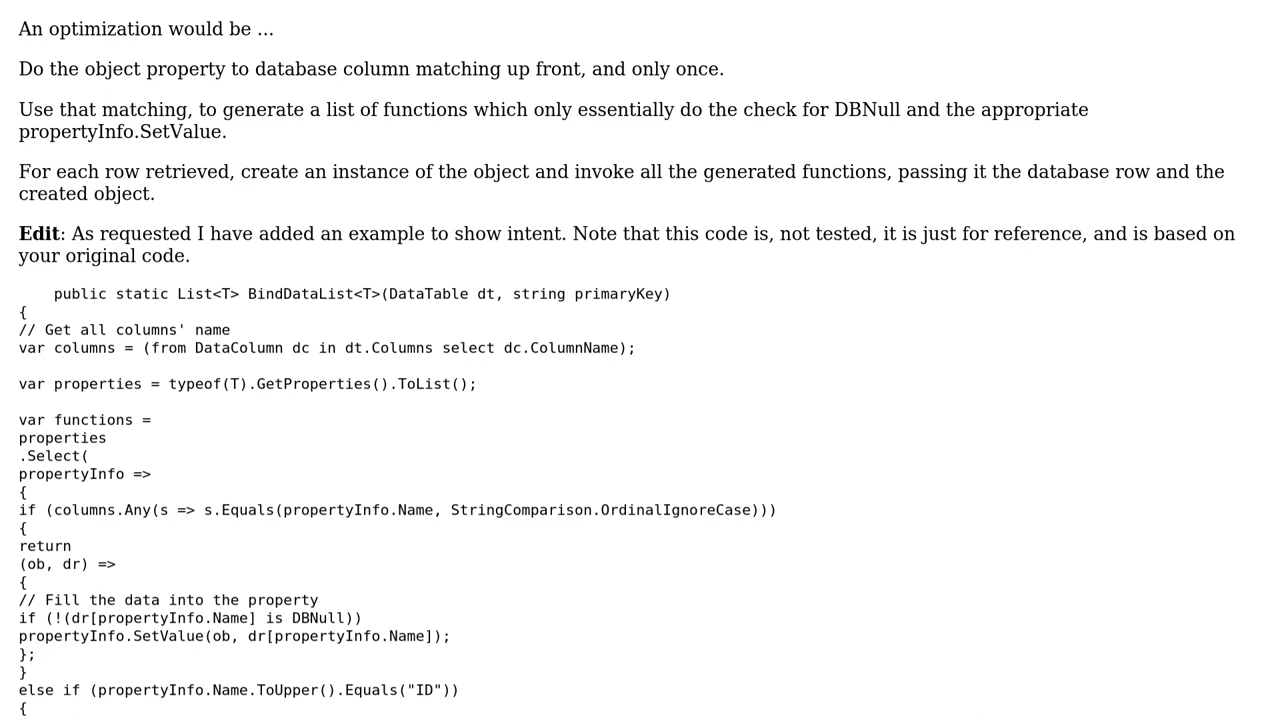 An optimization would be ...
Do the object property to database column matching up front, and only once.
Use that matching, to generate a list of functions which only essentially do the check for DBNull and the appropriate
propertyInfo.SetValue.
For each row retrieved, create an instance of the object and invoke all the generated functions, passing it the database row and the
created object.
Edit: As requested I have added an example to show intent. Note that this code is, not tested, it is just for reference, and is based on
your original code.
public static List<T> BindDataList<T>(DataTable dt, string primaryKey)
{
// Get all columns' name
var columns = (from DataColumn dc in dt.Columns select dc.ColumnName);
var properties = typeof(T).GetProperties().ToList();
var functions =
properties
.Select(
propertyInfo =>
{
if (columns.Any(s => s.Equals(propertyInfo.Name, StringComparison.OrdinalIgnoreCase)))
{
return
(ob, dr) =>
{
// Fill the data into the property
if (!(dr[propertyInfo.Name] is DBNull))
propertyInfo.SetValue(ob, dr[propertyInfo.Name]);
};
}
else if (propertyInfo.Name.ToUpper().Equals("ID"))
{